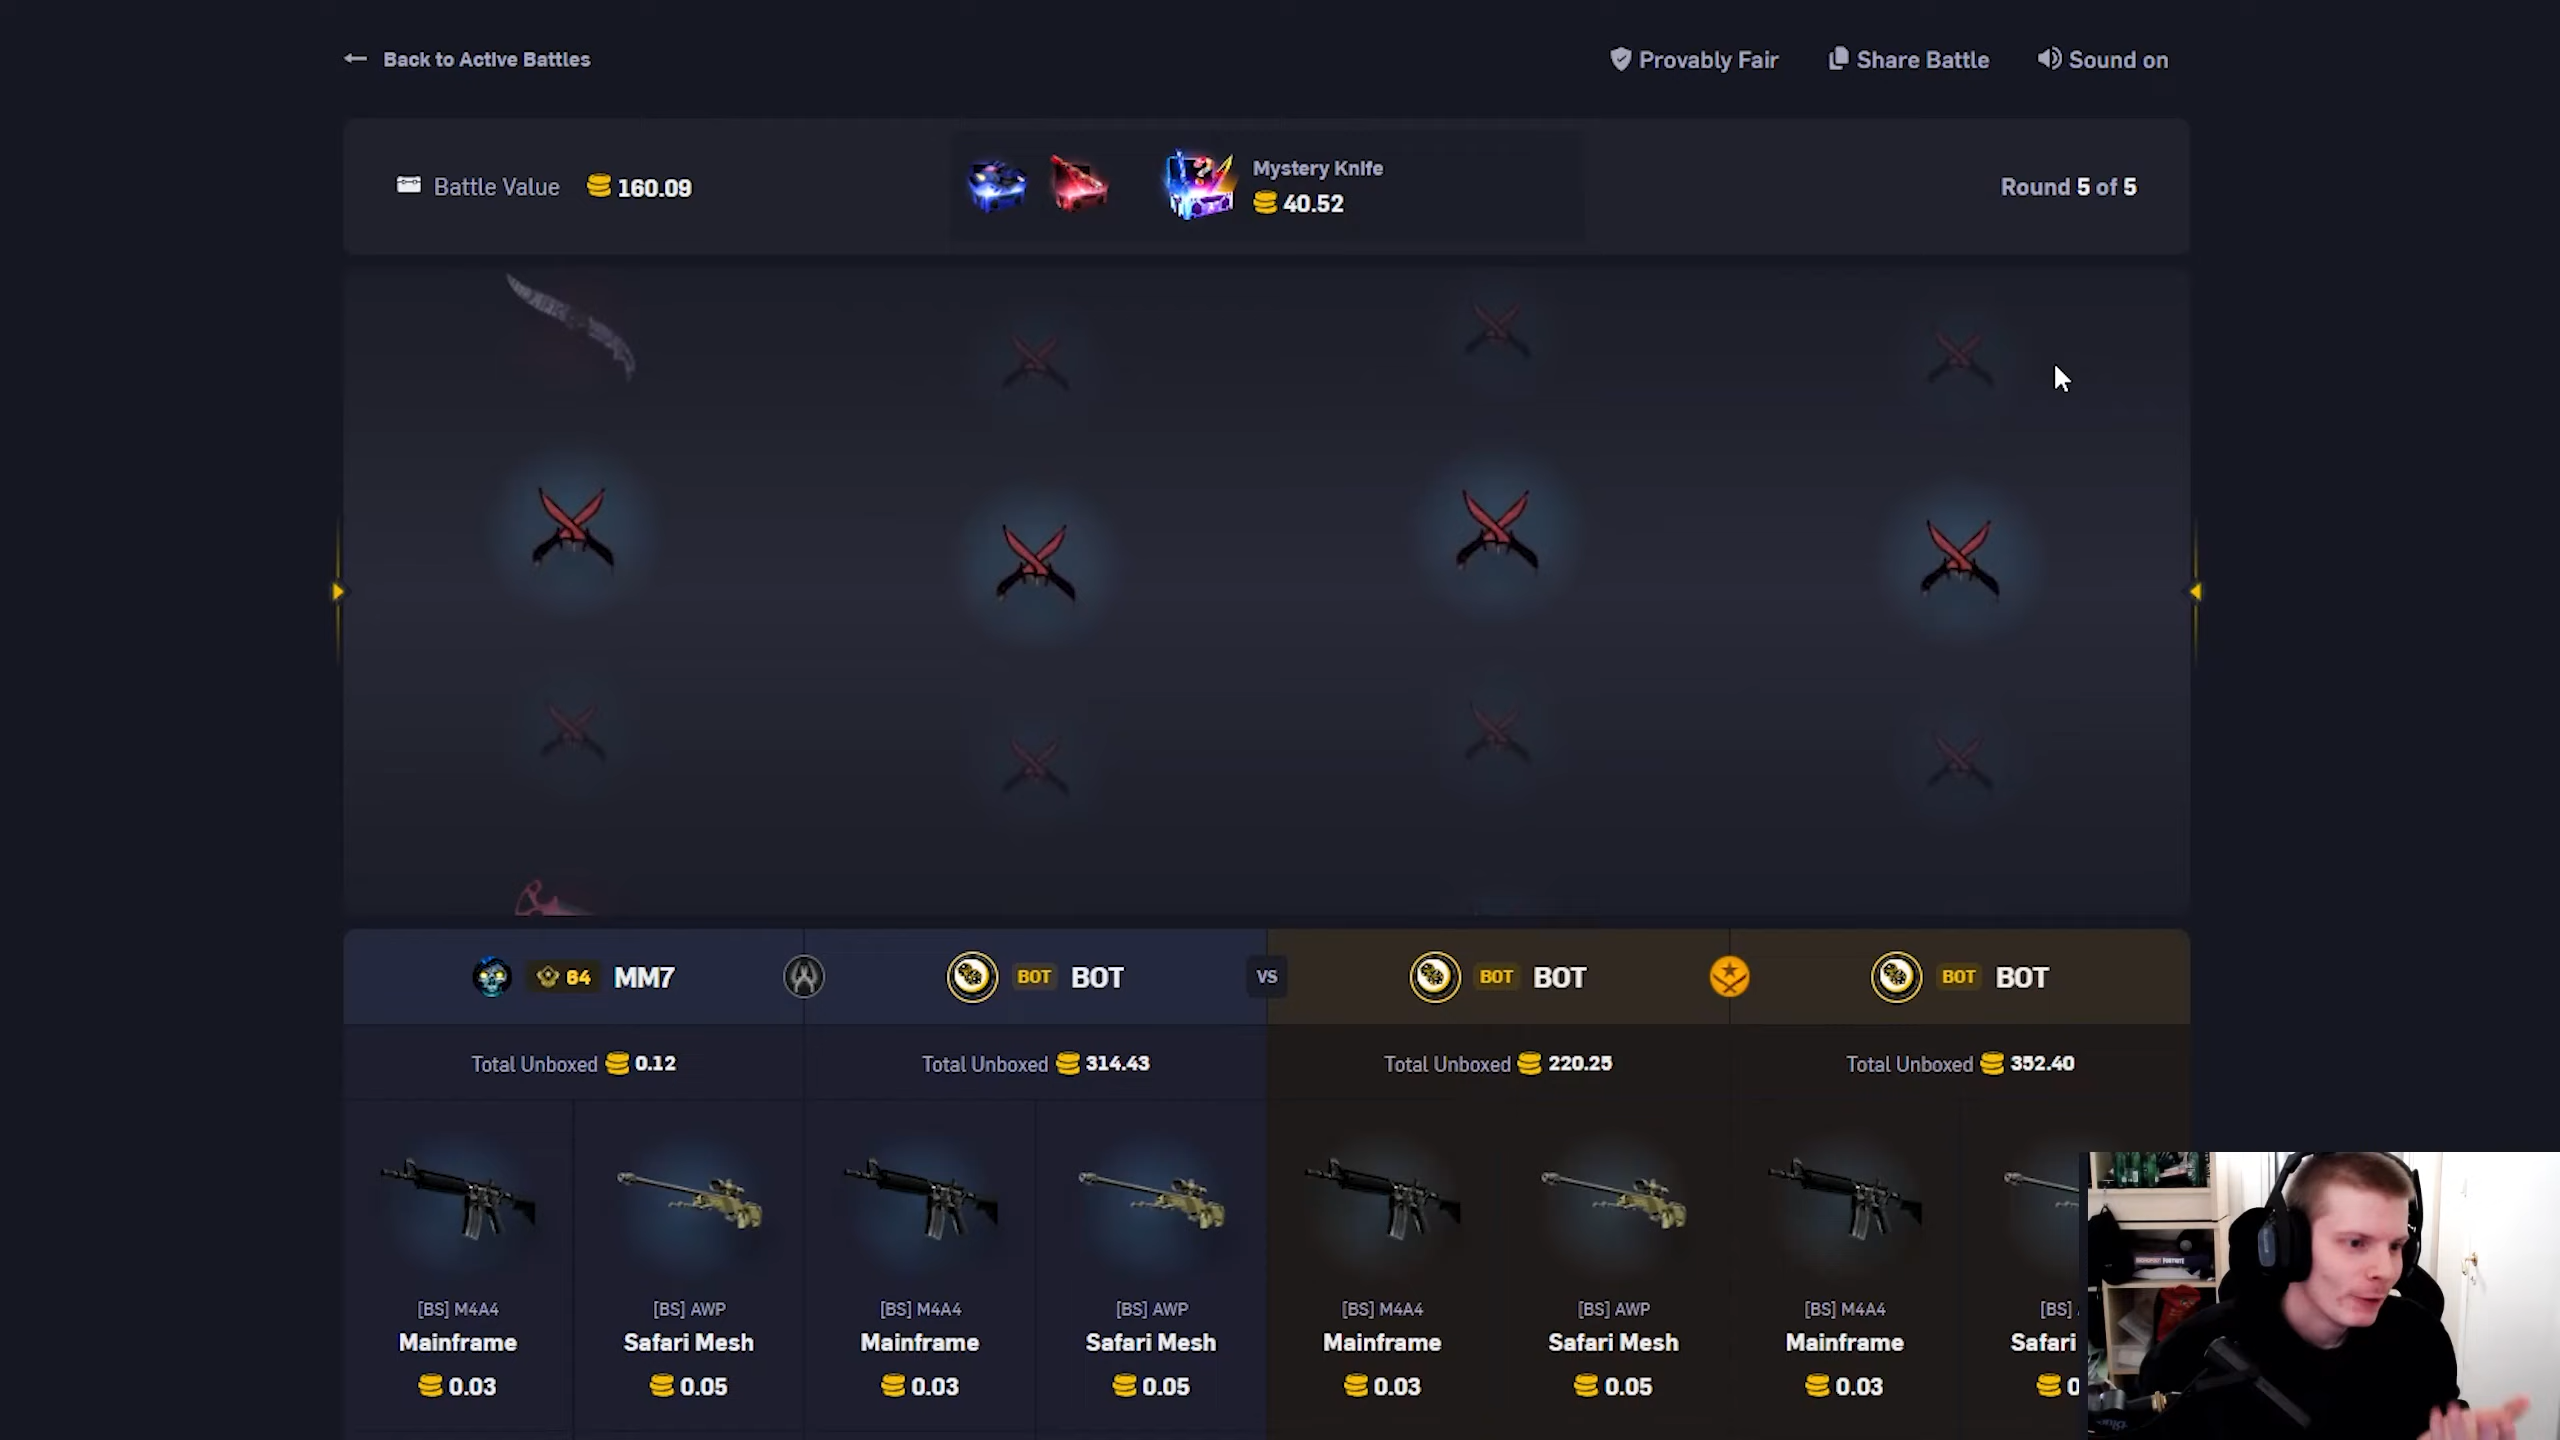 Back to Active Battles
Provably Fair
Share Battle
Sound on
Battle Value 160.09
Mystery Knife
40.52
Round 5 of 5
64 MM7
BOT BOT
VS
BOT BOT
BOT BOT
Total Unboxed 0.12
Total Unboxed 314.43
Total Unboxed 220.25
Total Unboxed 352.40
[BS] M4A4
Mainframe
0.03
[BS] AWP
Safari Mesh
0.05
[BS] M4A4
Mainframe
0.03
[BS] AWP
Safari Mesh
0.05
[BS] M4A4
Mainframe
0.03
[BS] AWP
Safari Mesh
0.05
[BS] M4A4
Mainframe
0.03
[BS]
Safari
0